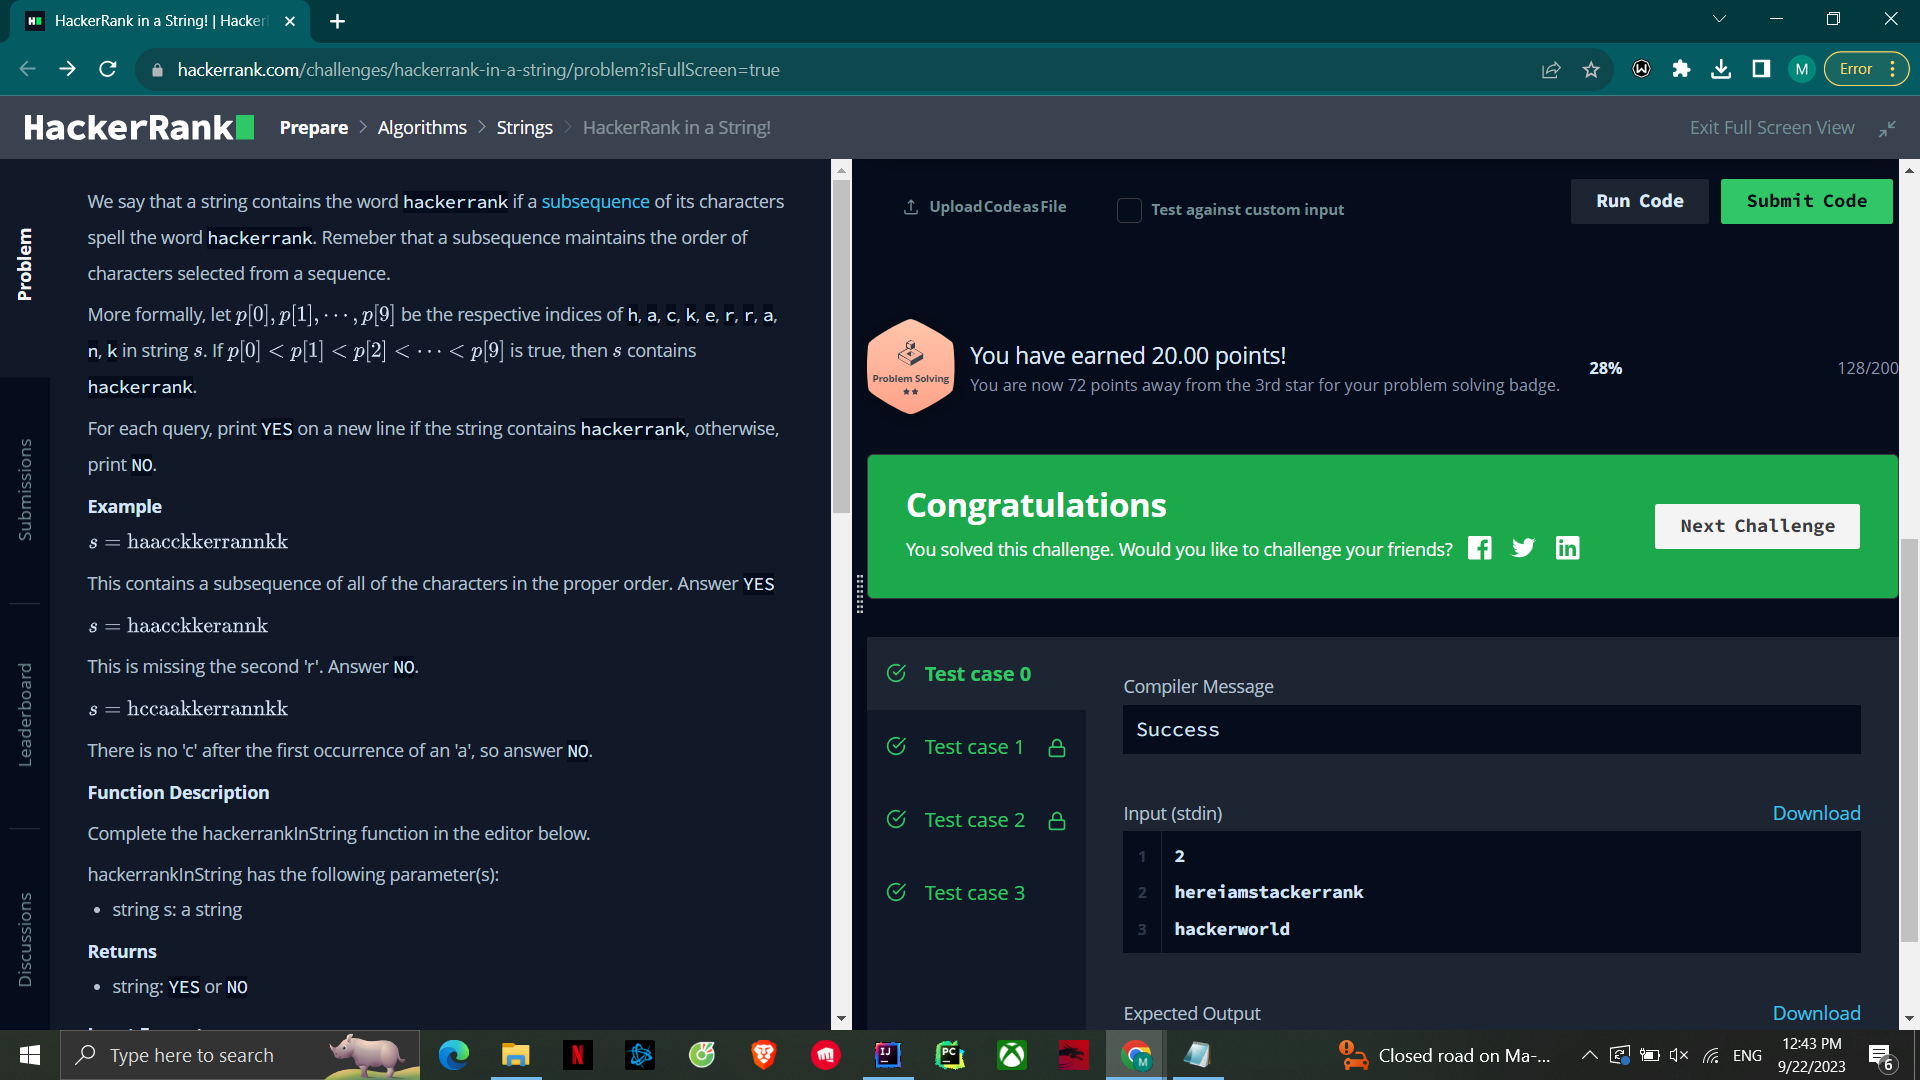 HackerRank in a String! | Hacker
hackerrank.com/challenges/hackerrank-in-a-string/problem?isFullScreen=true
M
Error
HackerRank
Prepare > Algorithms > Strings > HackerRank in a String!
Exit Full Screen View
Problem
Submissions
Leaderboard
Discussions
We say that a string contains the word hackerrank if a subsequence of its characters
spell the word hackerrank. Remeber that a subsequence maintains the order of
characters selected from a sequence.
More formally, let p[0], p[1], ⋯, p[9] be the respective indices of h, a, c, k, e, r, r, a,
n, k in string s. If p[0] < p[1] < p[2] < ⋯ < p[9] is true, then s contains
hackerrank.
For each query, print YES on a new line if the string contains hackerrank, otherwise,
print NO.
Example
s = haacckkerrannkk
This contains a subsequence of all of the characters in the proper order. Answer YES
s = haacckkerannk
This is missing the second 'r'. Answer NO.
s = hccaakkerrannkk
There is no 'c' after the first occurrence of an 'a', so answer NO.
Function Description
Complete the hackerrankInString function in the editor below.
hackerrankInString has the following parameter(s):
• string s: a string
Returns
• string: YES or NO
Upload Code as File
Test against custom input
Run Code
Submit Code
Problem Solving
You have earned 20.00 points!
You are now 72 points away from the 3rd star for your problem solving badge.
28%
128/200
Congratulations
You solved this challenge. Would you like to challenge your friends?
Next Challenge
Test case 0
Test case 1
Test case 2
Test case 3
Compiler Message
Success
Input (stdin)
Download
1 2
2 hereiamstackerrank
3 hackerworld
Expected Output
Download
Type here to search
Closed road on Ma-...
ENG
12:43 PM
9/22/2023
6